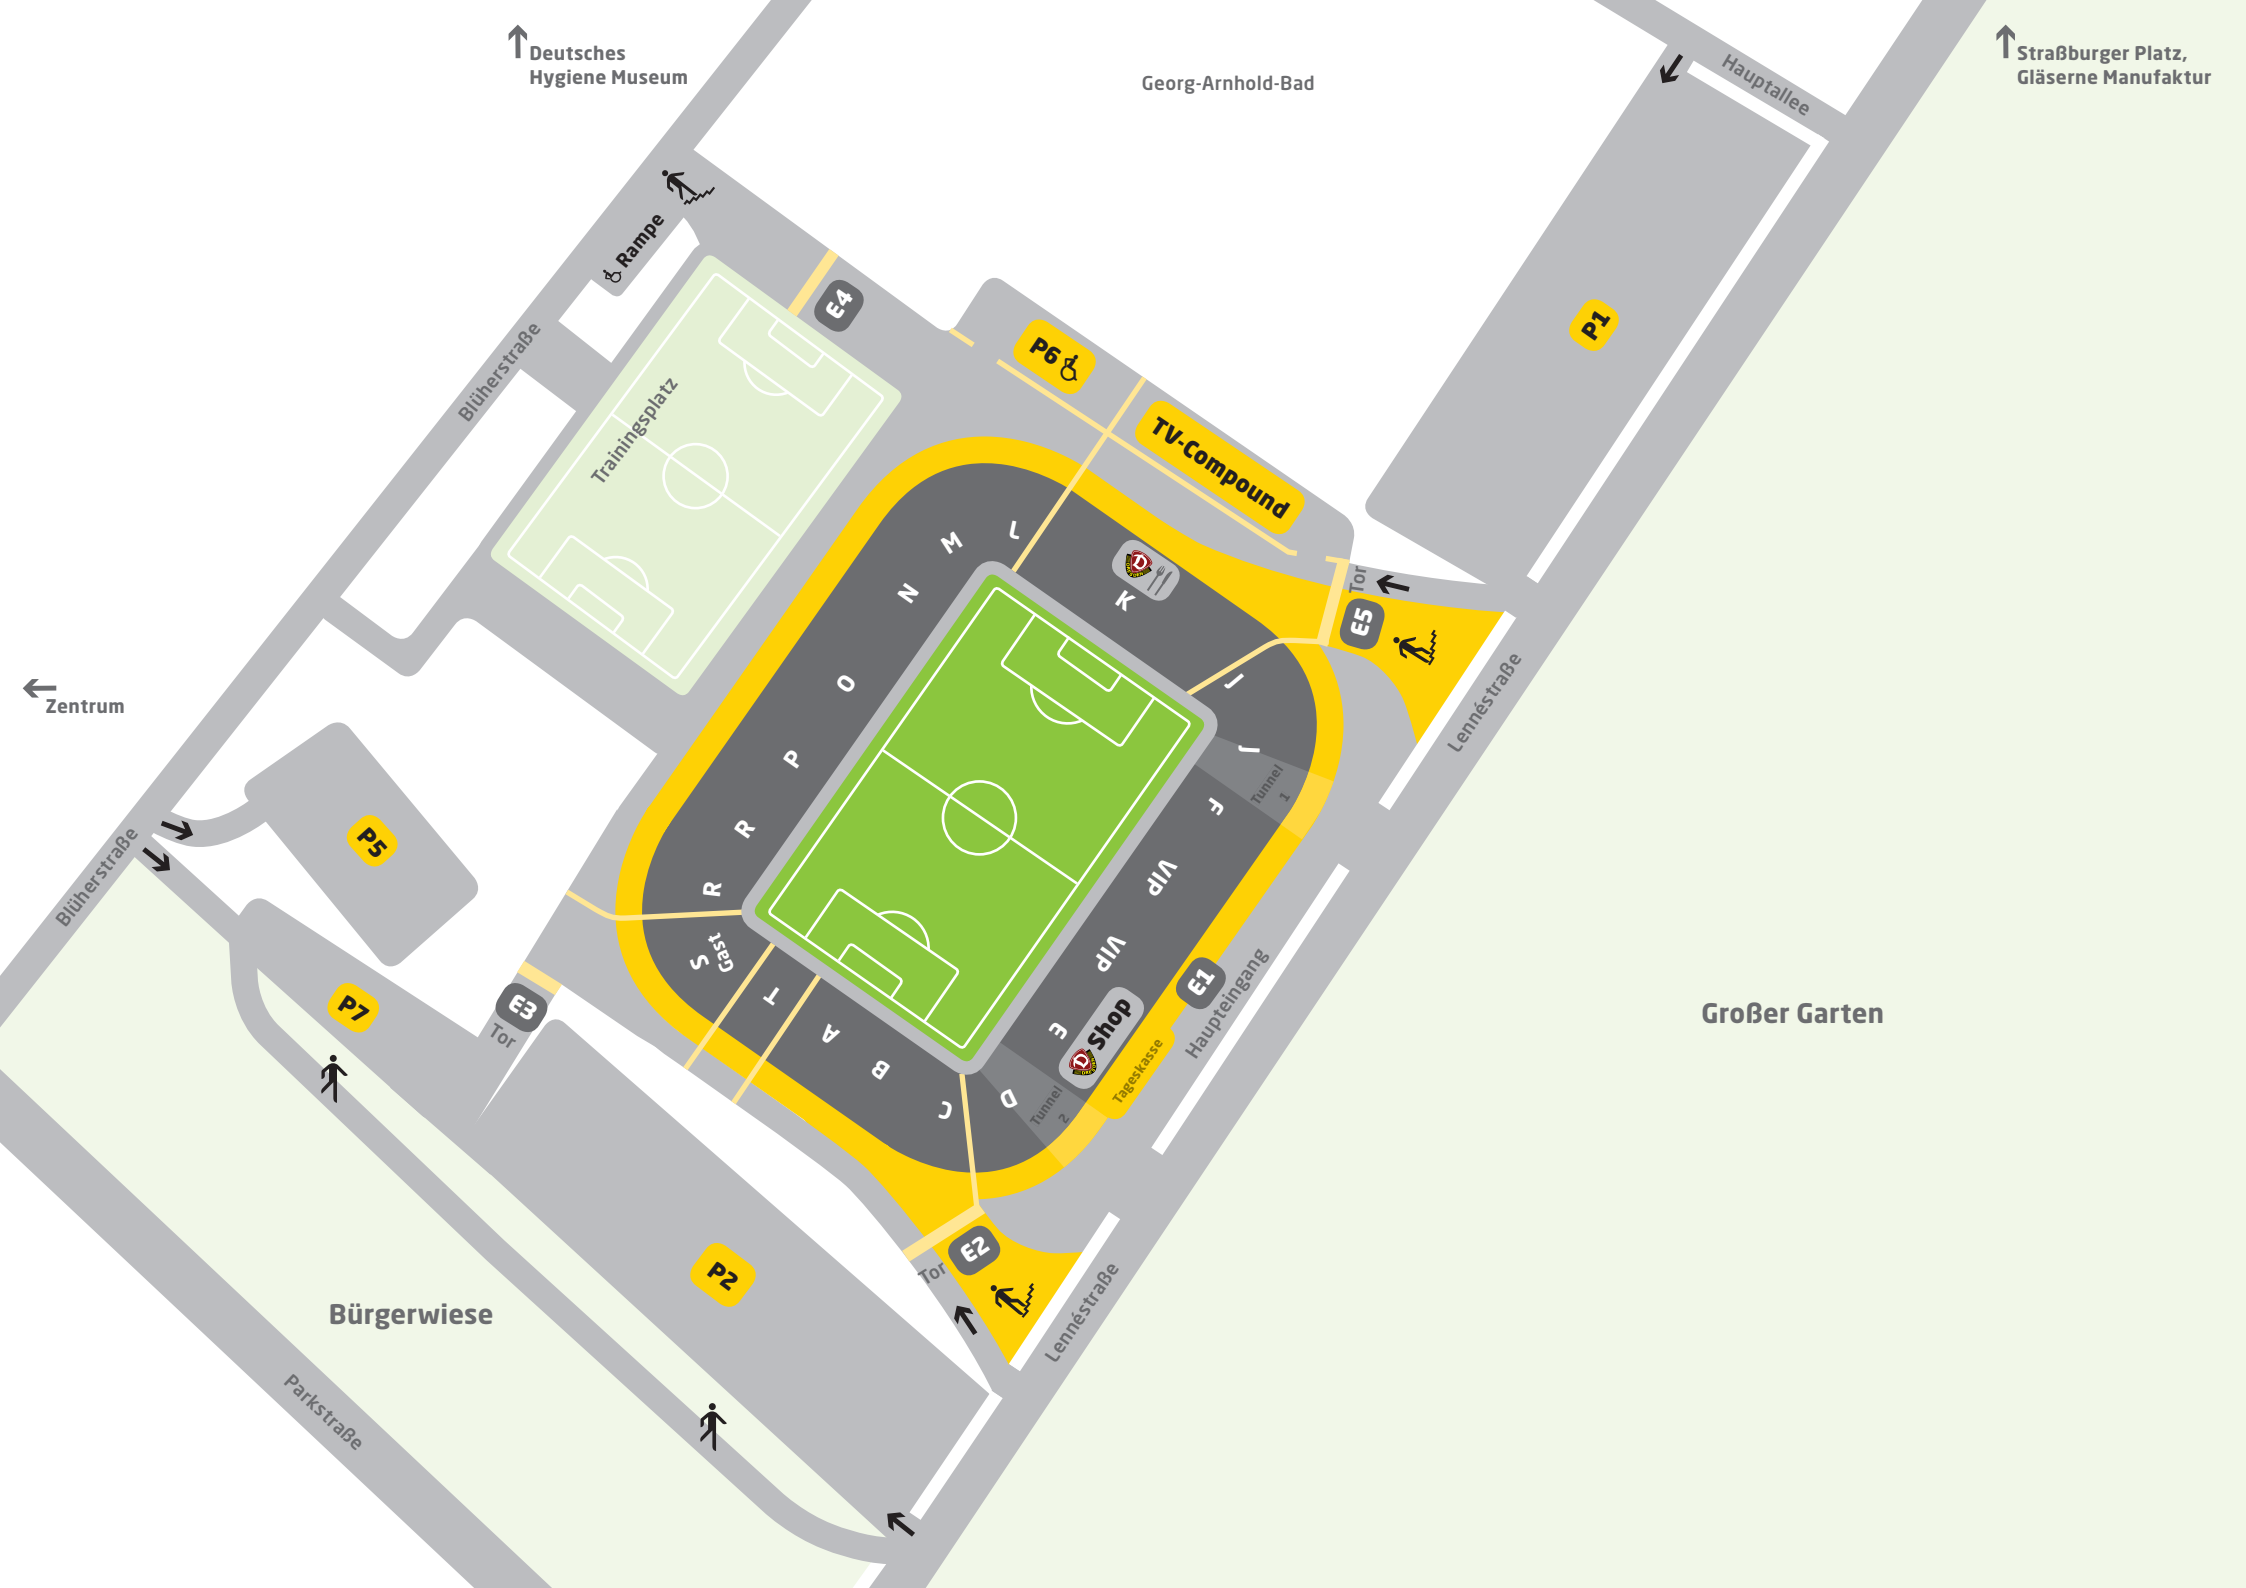 Deutsches
Hygiene Museum
Georg-Arnhold-Bad
Hauptallee
Straßburger Platz,
Gläserne Manufaktur
Rampe
E4
P6
P1
Blüherstraße
Trainingsplatz
TV-Compound
Tor
E5
L
M
N
K
O
J
J
P
R
R
Lennéstraße
Zentrum
Tunnel
1
F
VIP
VIP
P5
Blüherstraße
Gast
S
T
A
B
C
D
E
E1
Haupteingang
Shop
Tageskasse
Tunnel
2
E3
Tor
P7
Großer Garten
E2
Tor
P2
Lennéstraße
Bürgerwiese
Parkstraße